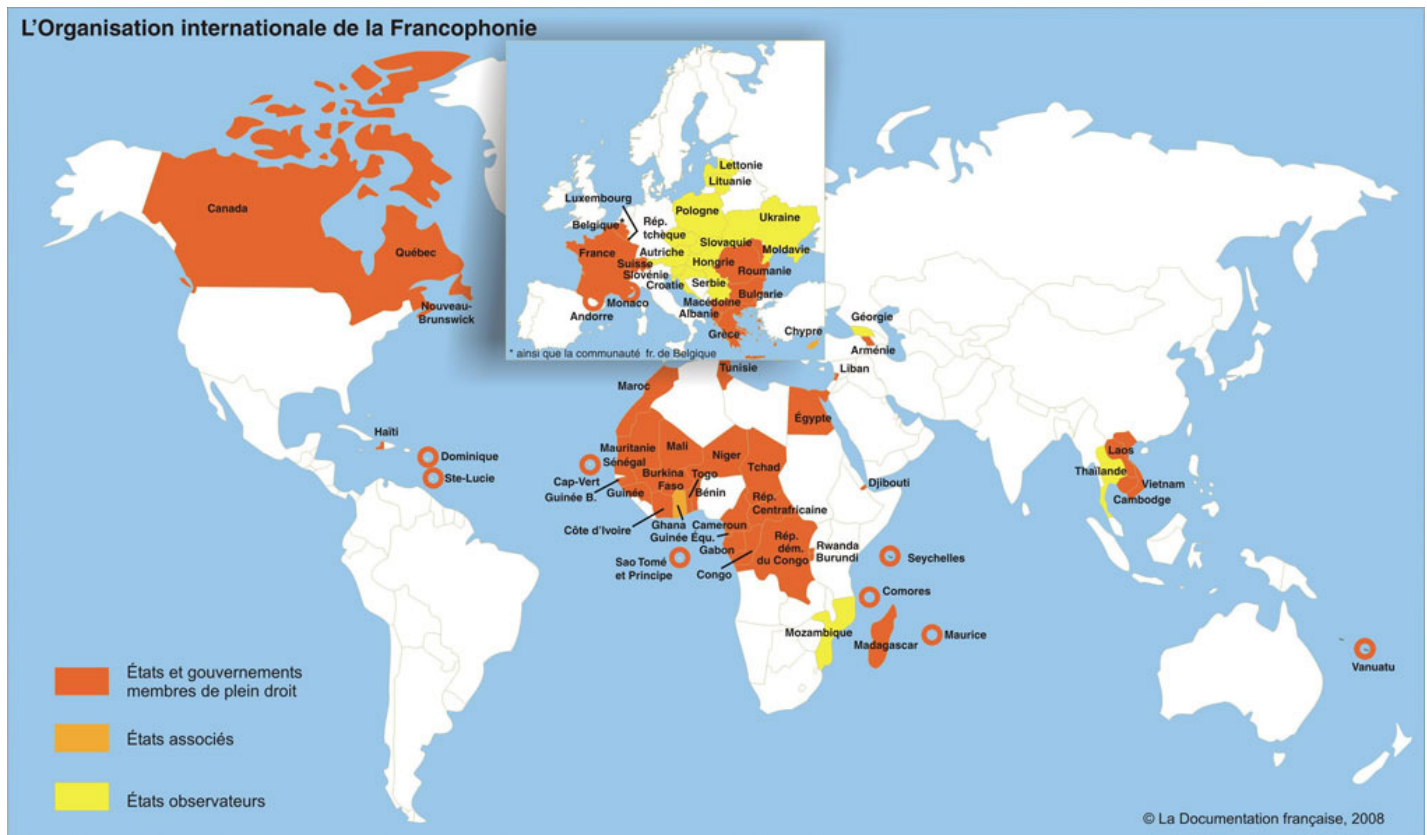 L'Organisation internationale de la Francophonie
Canada
Québec
Nouveau-
Brunswick
Lettonie
Lituanie
Luxembourg
Pologne
Ukraine
Belgique*
Rép.
tchèque
Slovaquie
Moldavie
France
Autriche
Hongrie
Suisse
Roumanie
Slovénie
Croatie
Serbie
Bulgarie
Monaco
Macédoine
Andorre
Albanie
Grèce
Chypre
* ainsi que la communauté fr. de Belgique
Géorgie
Arménie
Liban
Tunisie
Maroc
Égypte
Haïti
Dominique
Ste-Lucie
Mauritanie
Mali
Niger
Tchad
Sénégal
Cap-Vert
Burkina
Faso
Togo
Bénin
Guinée B.
Guinée
Rép.
Centrafricaine
Djibouti
Côte d'Ivoire
Ghana
Cameroun
Guinée Équ.
Gabon
Rép.
dém.
du Congo
Congo
Rwanda
Burundi
Sao Tomé
et Principe
Seychelles
Comores
Mozambique
Madagascar
Maurice
Laos
Thaïlande
Vietnam
Cambodge
Vanuatu
États et gouvernements
membres de plein droit
États associés
États observateurs
© La Documentation française, 2008